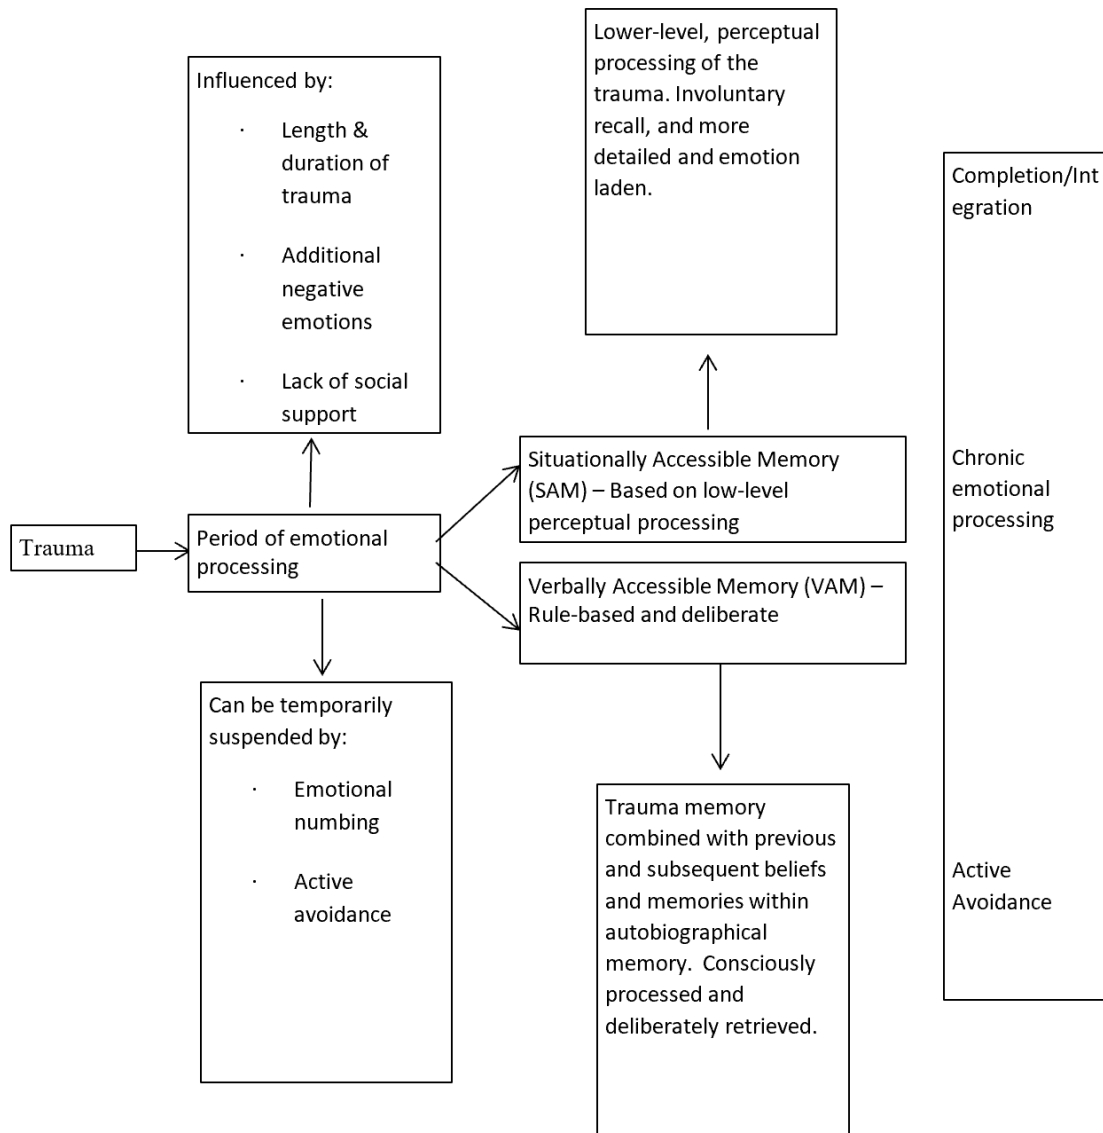 Influenced by:
· Length &
duration of
trauma
· Additional
negative
emotions
· Lack of social
support
Lower-level, perceptual
processing of the
trauma. Involuntary
recall, and more
detailed and emotion
laden.
Trauma
Period of emotional
processing
Situationally Accessible Memory
(SAM) – Based on low-level
perceptual processing
Verbally Accessible Memory (VAM) –
Rule-based and deliberate
Can be temporarily
suspended by:
· Emotional
numbing
· Active
avoidance
Trauma memory
combined with previous
and subsequent beliefs
and memories within
autobiographical
memory.  Consciously
processed and
deliberately retrieved.
Completion/Int
egration
Chronic
emotional
processing
Active
Avoidance